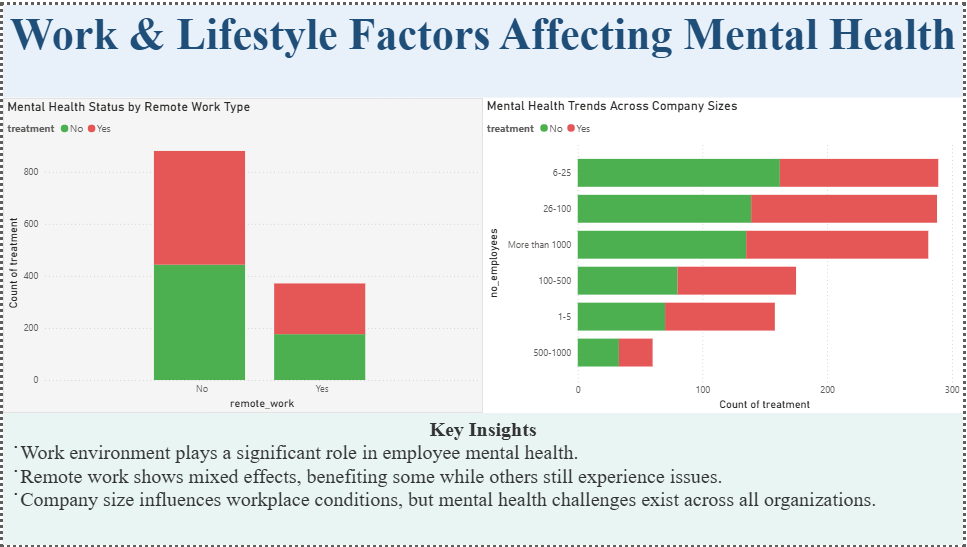 Work & Lifestyle Factors Affecting Mental Health
Mental Health Status by Remote Work Type
treatment No Yes
800
600
400
200
0
Count of treatment
No Yes
remote_work
Mental Health Trends Across Company Sizes
treatment No Yes
no_employees
6-25
26-100
More than 1000
100-500
1-5
500-1000
0 100 200 300
Count of treatment
Key Insights
˙Work environment plays a significant role in employee mental health.
˙Remote work shows mixed effects, benefiting some while others still experience issues.
˙Company size influences workplace conditions, but mental health challenges exist across all organizations.